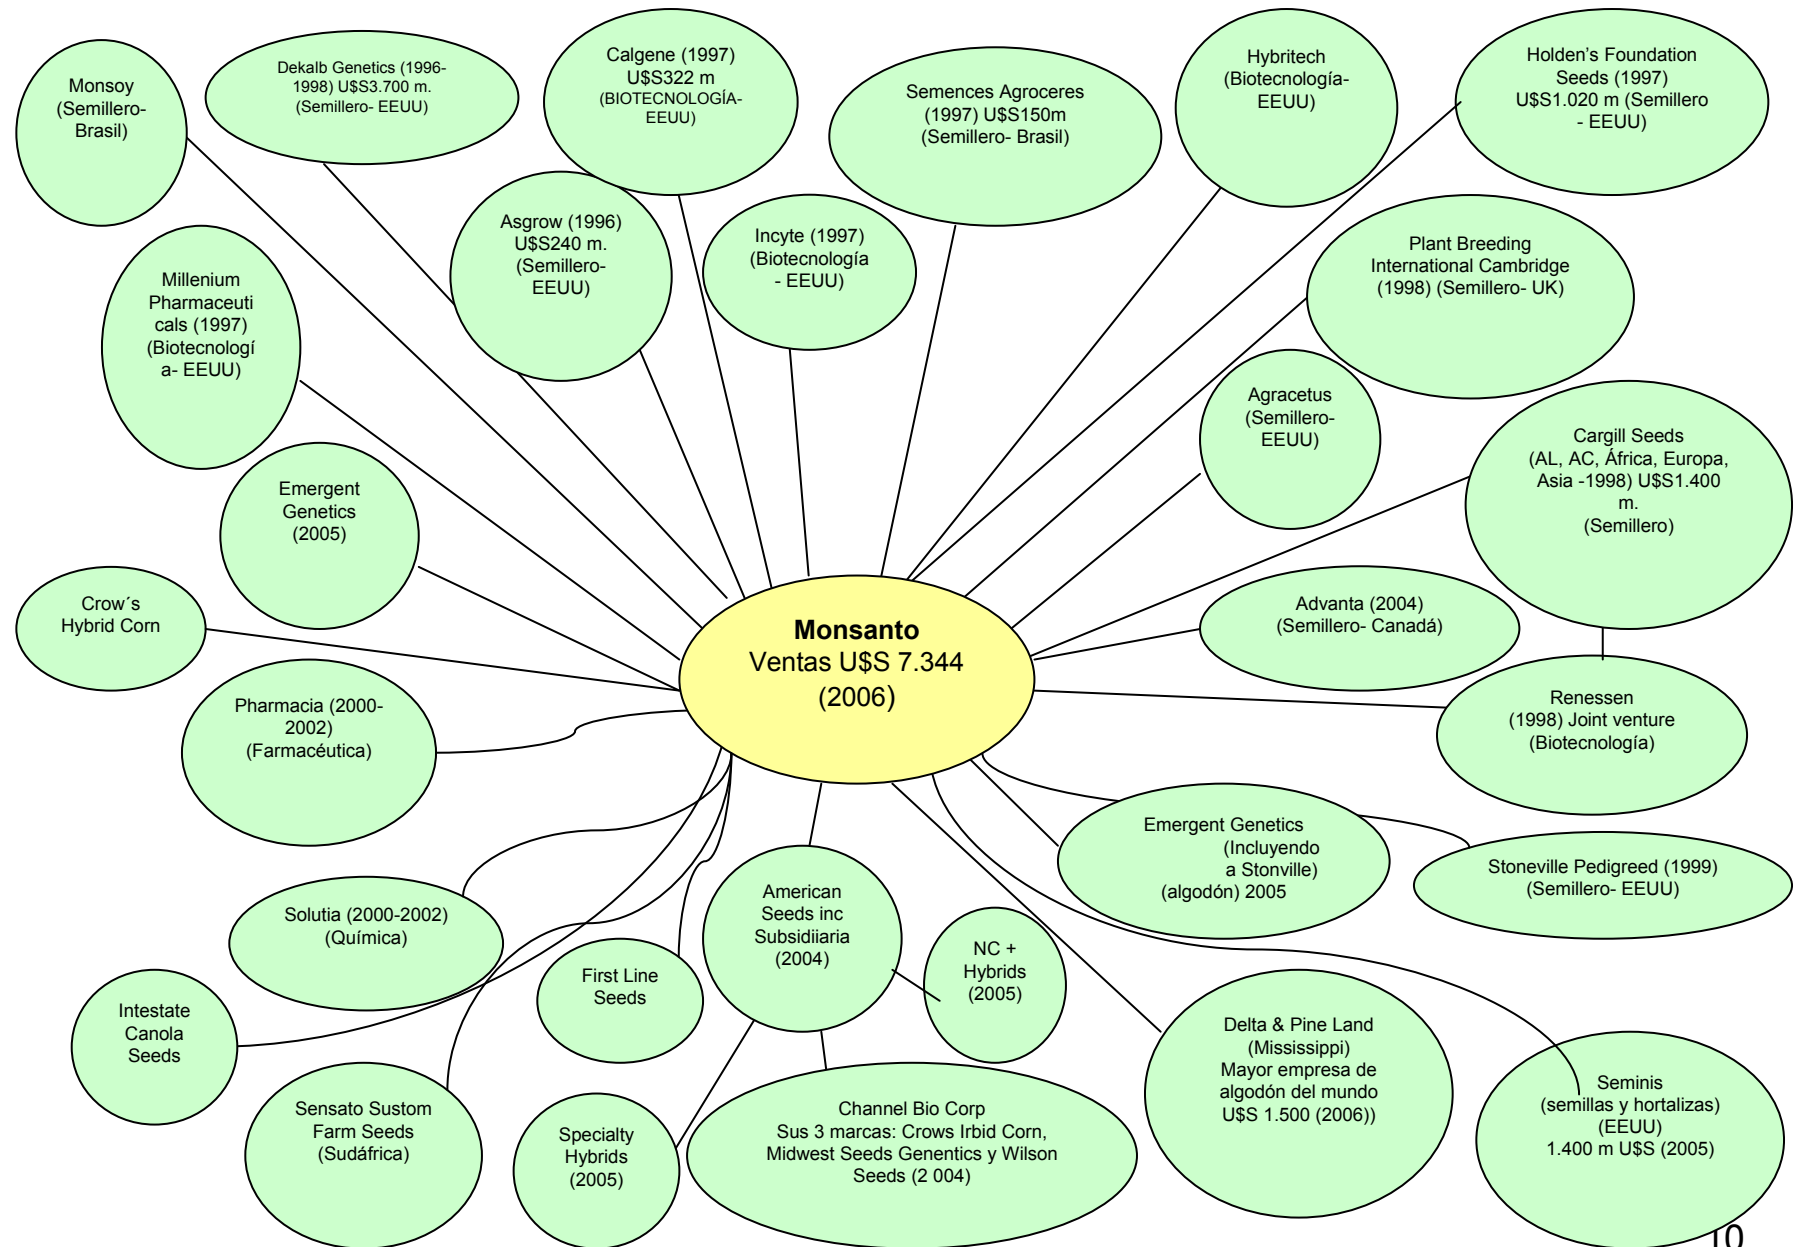 Monsoy
(Semillero-
Brasil)
Dekalb Genetics (1996-
1998) U$S3.700 m.
(Semillero- EEUU)
Calgene (1997)
U$S322 m
(BIOTECNOLOGÍA-
EEUU)
Semences Agroceres
(1997) U$S150m
(Semillero- Brasil)
Hybritech
(Biotecnología-
EEUU)
Holden’s Foundation
Seeds (1997)
U$S1.020 m (Semillero
- EEUU)
Millenium
Pharmaceuti
cals (1997)
(Biotecnologí
a- EEUU)
Asgrow (1996)
U$S240 m.
(Semillero-
EEUU)
Incyte (1997)
(Biotecnología
- EEUU)
Plant Breeding
International Cambridge
(1998) (Semillero- UK)
Agracetus
(Semillero-
EEUU)
Cargill Seeds
(AL, AC, África, Europa,
Asia -1998) U$S1.400
m.
(Semillero)
Emergent
Genetics
(2005)
Crow´s
Hybrid Corn
Monsanto
Ventas U$S 7.344
(2006)
Advanta (2004)
(Semillero- Canadá)
Pharmacia (2000-
2002)
(Farmacéutica)
Renessen
(1998) Joint venture
(Biotecnología)
Emergent Genetics
(Incluyendo
a Stonville)
(algodón) 2005
Stoneville Pedigreed (1999)
(Semillero- EEUU)
Solutia (2000-2002)
(Química)
American
Seeds inc
Subsidiiaria
(2004)
NC +
Hybrids
(2005)
First Line
Seeds
Intestate
Canola
Seeds
Delta & Pine Land
(Mississippi)
Mayor empresa de
algodón del mundo
U$S 1.500 (2006))
Seminis
(semillas y hortalizas)
(EEUU)
1.400 m U$S (2005)
Sensato Sustom
Farm Seeds
(Sudáfrica)
Specialty
Hybrids
(2005)
Channel Bio Corp
Sus 3 marcas: Crows Irbid Corn,
Midwest Seeds Genentics y Wilson
Seeds (2 004)
10